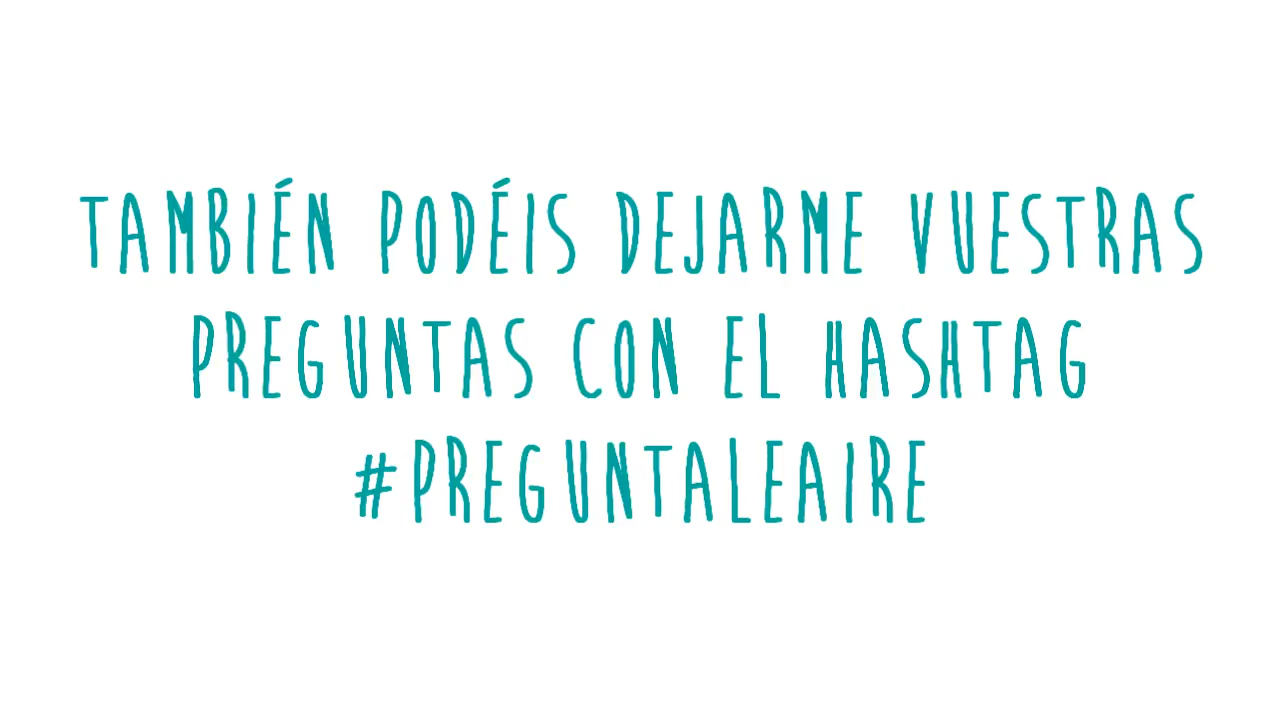 TAMBIÉN PODÉIS DEJARME VUESTRAS
PREGUNTAS CON EL HASHTAG
#PREGUNTALEAIRE